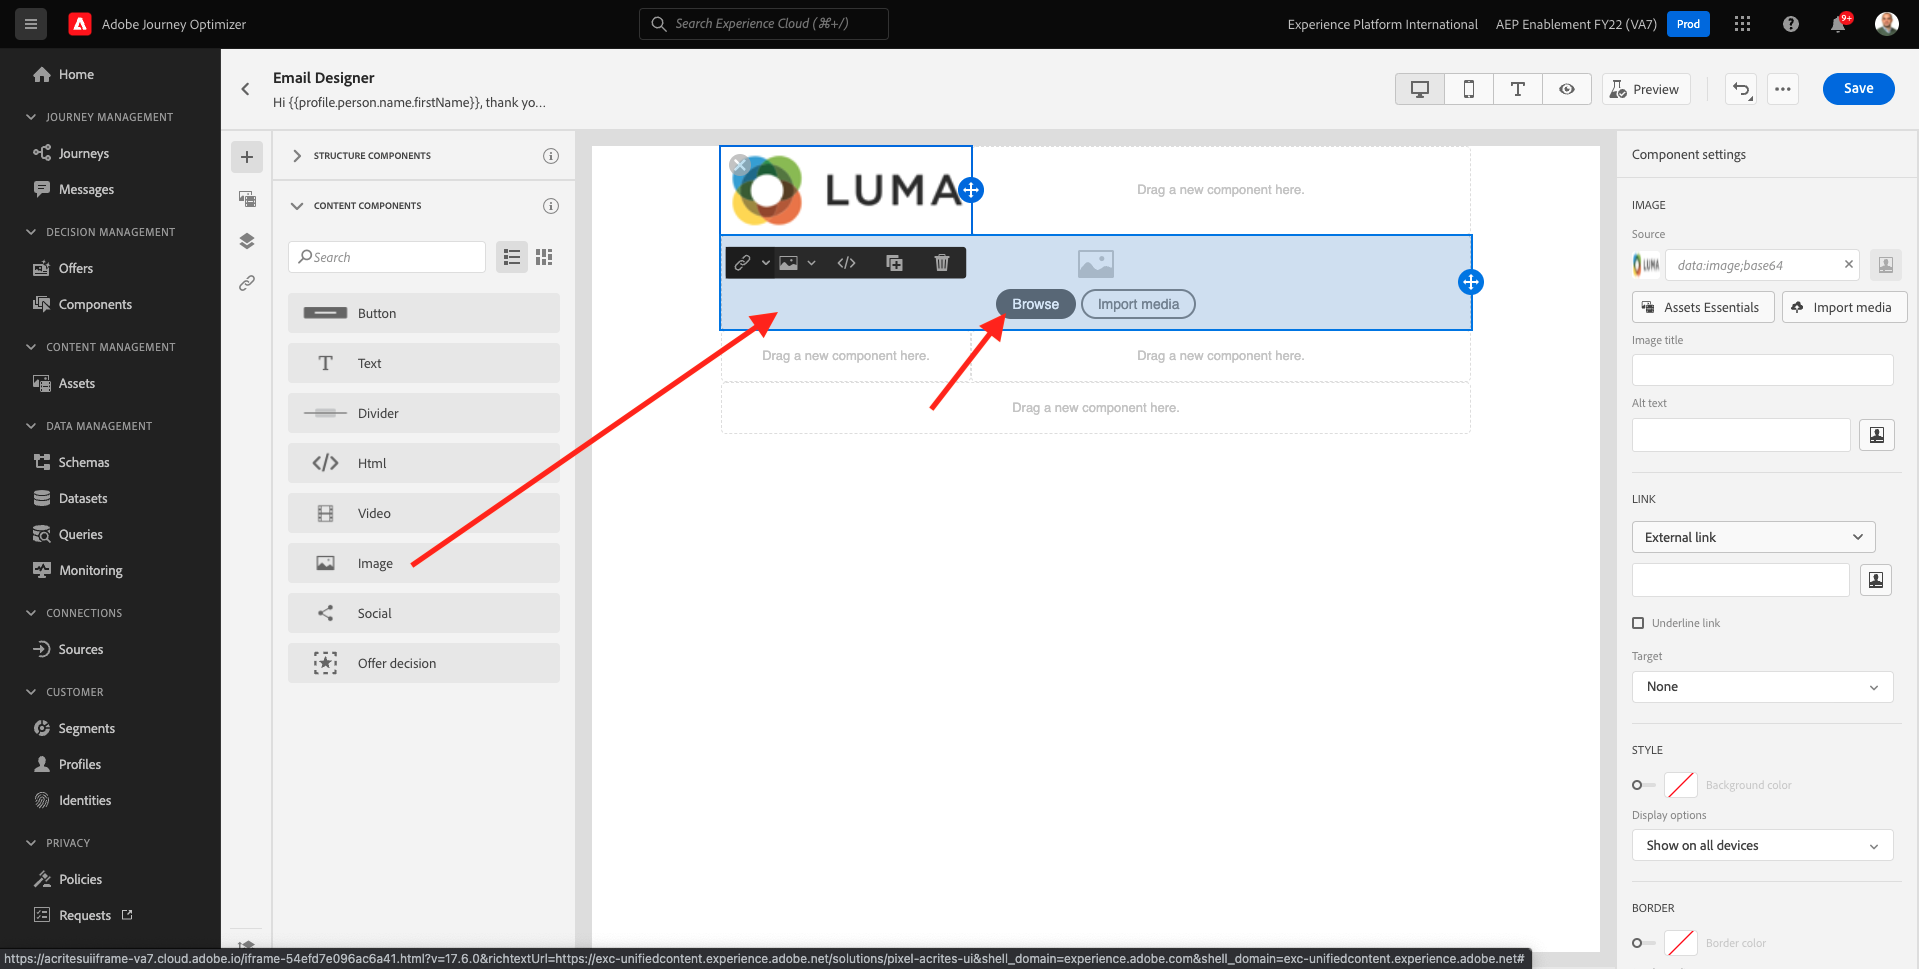 Adobe Journey Optimizer
Search Experience Cloud (⌘+/)
Experience Platform International
AEP Enablement FY22 (VA7)
Prod
9+
Home
JOURNEY MANAGEMENT
Journeys
Messages
DECISION MANAGEMENT
Offers
Components
CONTENT MANAGEMENT
Assets
DATA MANAGEMENT
Schemas
Datasets
Queries
Monitoring
CONNECTIONS
Sources
CUSTOMER
Segments
Profiles
Identities
PRIVACY
Policies
Requests
Email Designer
Hi {{profile.person.name.firstName}}, thank yo...
Preview
Save
STRUCTURE COMPONENTS
CONTENT COMPONENTS
Search
Button
Text
Divider
Html
Video
Image
Social
Offer decision
LUMA
Drag a new component here.
Browse
Import media
Drag a new component here.
Drag a new component here.
Drag a new component here.
Component settings
IMAGE
Source
LUMA
data:image;base64
Assets Essentials
Import media
Image title
Alt text
LINK
External link
Underline link
Target
None
STYLE
Background color
Display options
Show on all devices
BORDER
Border color
https://acritesuiiframe-va7.cloud.adobe.io/iframe-54efd7e096ac6a41.html?v=17.6.0&richtextUrl=https://exc-unifiedcontent.experience.adobe.net/solutions/pixel-acrites-ui&shell_domain=experience.adobe.com&shell_domain=exc-unifiedcontent.experience.adobe.net#